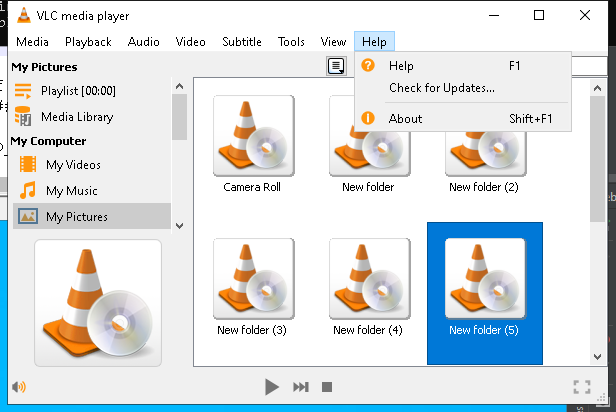 VLC media player
Media Playback Audio Video Subtitle Tools View Help
My Pictures
Playlist [00:00]
Media Library
My Computer
My Videos
My Music
My Pictures
Help F1
Check for Updates...
About Shift+F1
Camera Roll New folder New folder (2)
New folder (3) New folder (4) New folder (5)